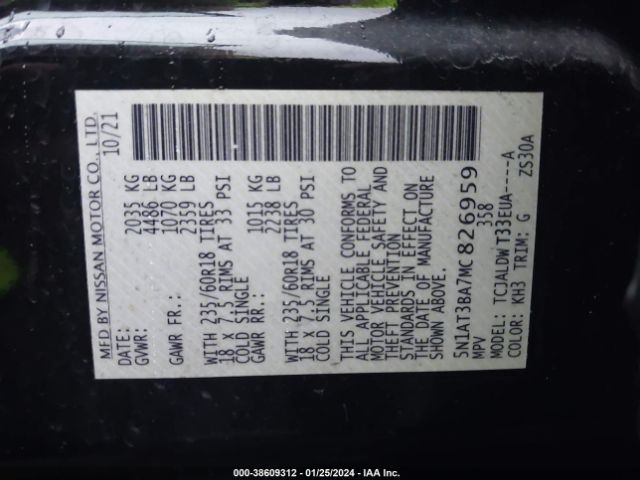 MFD BY NISSAN MOTOR CO., LTD.
DATE: 10/21
GVWR: 2035 KG
4486 LB
GAWR FR.: 1070 KG
2359 LB
WITH 235/60R18 TIRES
18 X 7.5 RIMS AT 33 PSI
COLD SINGLE
GAWR RR.: 1015 KG
2238 LB
WITH 235/60R18 TIRES
18 X 7.5 RIMS AT 30 PSI
COLD SINGLE
THIS VEHICLE CONFORMS TO
ALL APPLICABLE FEDERAL
MOTOR VEHICLE SAFETY AND
THEFT PREVENTION
STANDARDS IN EFFECT ON
THE DATE OF MANUFACTURE
SHOWN ABOVE.
5N1AT3BA7MC826959
MPV 358
MODEL: TCJALDWT33EUA----A
COLOR: KH3 TRIM: G ZS30A
000-38609312 - 01/25/2024 - IAA Inc.